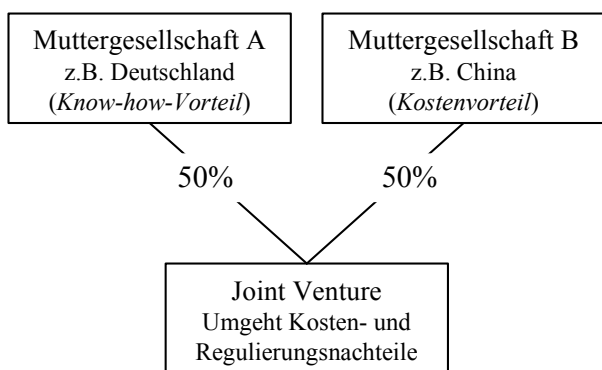 Muttergesellschaft A
z.B. Deutschland
(Know-how-Vorteil)
Muttergesellschaft B
z.B. China
(Kostenvorteil)
50%
50%
Joint Venture
Umgeht Kosten- und
Regulierungsnachteile